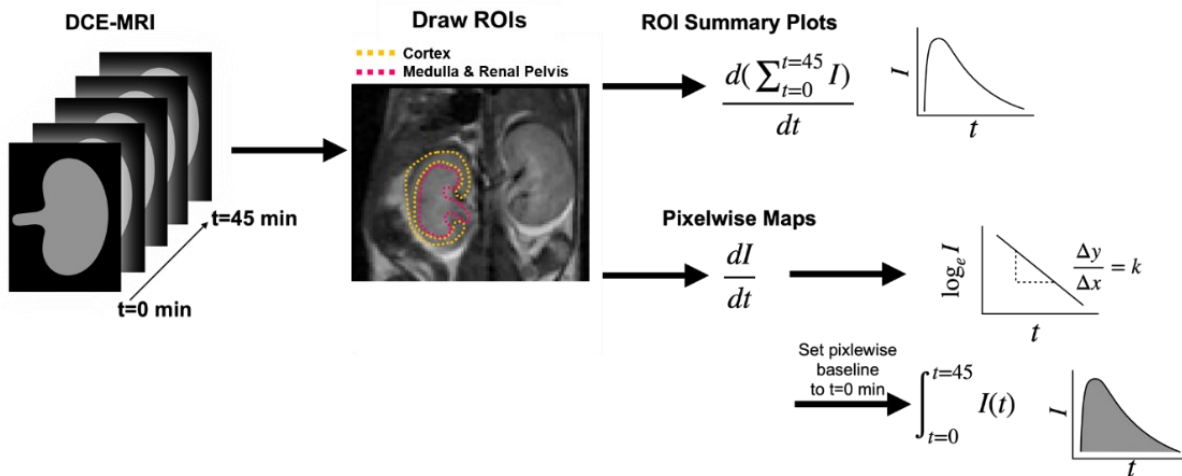 DCE-MRI
t=0 min
t=45 min
Draw ROIs
Cortex
Medulla & Renal Pelvis
ROI Summary Plots
d(∑_{t=0}^{t=45} I)
dt
I
t
Pixelwise Maps
dI
dt
log_e I
Δy
Δx
= k
t
Set pixlewise
baseline
to t=0 min
∫_{t=0}^{t=45} I(t)
I
t